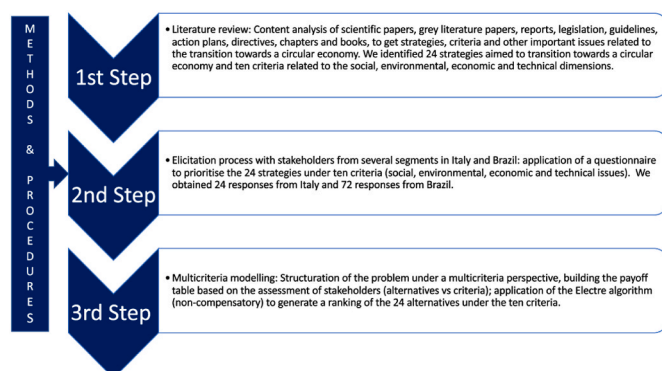 METHODS & PROCEDURES
1st Step
• Literature review: Content analysis of scientific papers, grey literature papers, reports, legislation, guidelines,
action plans, directives, chapters and books, to get strategies, criteria and other important issues related to
the transition towards a circular economy. We identified 24 strategies aimed to transition towards a circular
economy and ten criteria related to the social, environmental, economic and technical dimensions.
2nd Step
• Elicitation process with stakeholders from several segments in Italy and Brazil: application of a questionnaire
to prioritise the 24 strategies under ten criteria (social, environmental, economic and technical issues).  We
obtained 24 responses from Italy and 72 responses from Brazil.
3rd Step
• Multicriteria modelling: Structuration of the problem under a multicriteria perspective, building the payoff
table based on the assessment of stakeholders (alternatives vs criteria); application of the Electre algorithm
(non-compensatory) to generate a ranking of the 24 alternatives under the ten criteria.